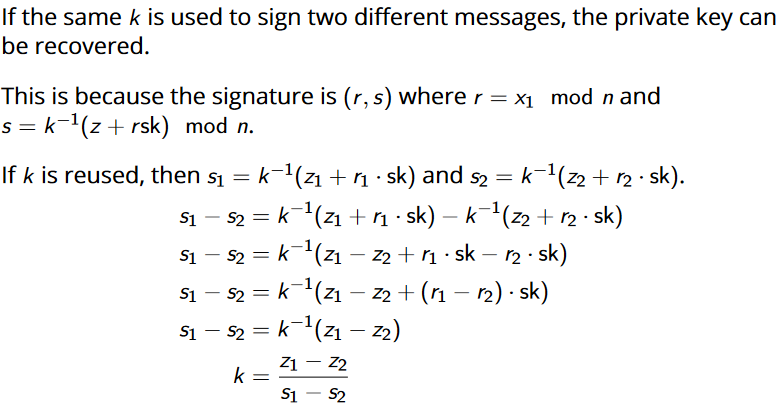 If the same k is used to sign two different messages, the private key can
be recovered.
This is because the signature is (r, s) where r = x₁ mod n and
s = k⁻¹(z + rsk) mod n.
If k is reused, then s₁ = k⁻¹(z₁ + r₁ · sk) and s₂ = k⁻¹(z₂ + r₂ · sk).
s₁ − s₂ = k⁻¹(z₁ + r₁ · sk) − k⁻¹(z₂ + r₂ · sk)
s₁ − s₂ = k⁻¹(z₁ − z₂ + r₁ · sk − r₂ · sk)
s₁ − s₂ = k⁻¹(z₁ − z₂ + (r₁ − r₂) · sk)
s₁ − s₂ = k⁻¹(z₁ − z₂)
k = (z₁ − z₂)/(s₁ − s₂)